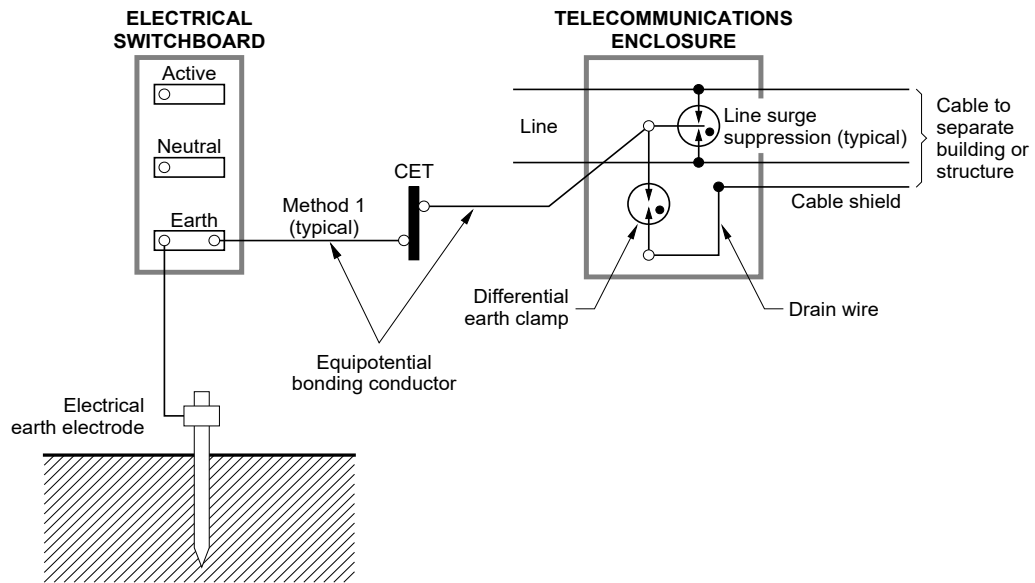 ELECTRICAL
SWITCHBOARD
TELECOMMUNICATIONS
ENCLOSURE
Active
Neutral
Earth
Line
Line surge
suppression (typical)
Cable to
separate
building or
structure
CET
Method 1
(typical)
Cable shield
Differential
earth clamp
Drain wire
Equipotential
bonding conductor
Electrical
earth electrode